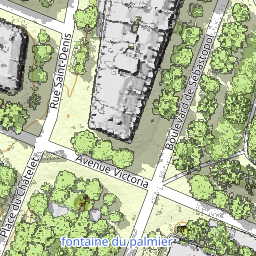 Rue Saint-Denis
Boulevard de Sébastopol
Avenue Victoria
Place du Châtelet
fontaine du palmier